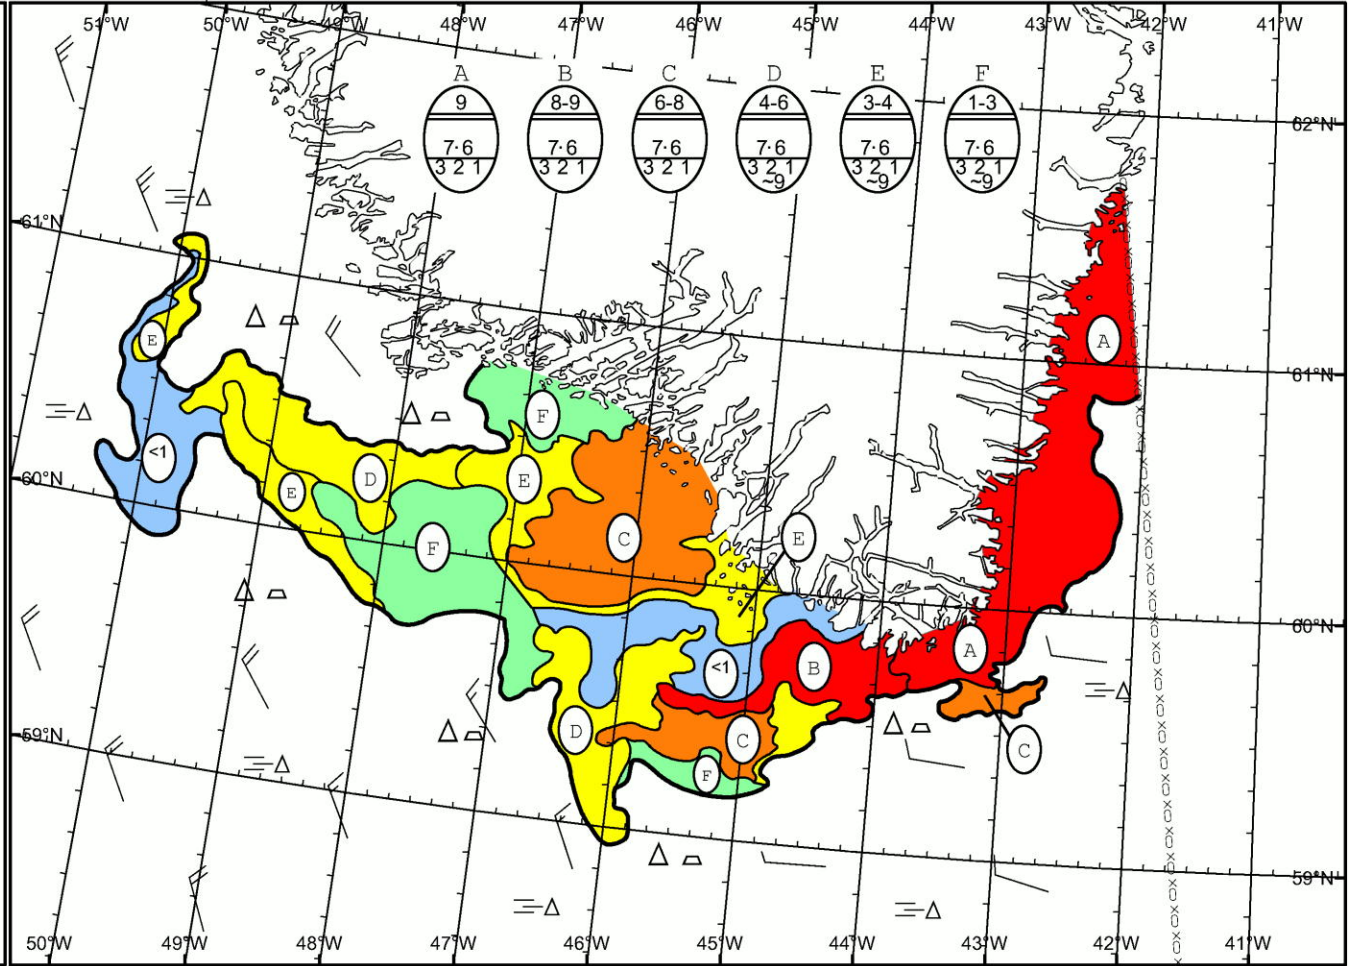 51°W 50°W 49°W 48°W 47°W 46°W 45°W 44°W 43°W 42°W 41°W
A B C D E F
9 8-9 6-8 4-6 3-4 1-3
7·6 7·6 7·6 7·6 7·6 7·6
3 2 1 3 2 1 3 2 1 3 2 1 3 2 1 3 2 1
~9 ~9 ~9
62°N
61°N
E
A
61°N
F
<1
60°N
E
D
E
F
C
E
60°N
<1
B
A
D
C
C
59°N
F
59°N
50°W 49°W 48°W 47°W 46°W 45°W 44°W 43°W 42°W 41°W